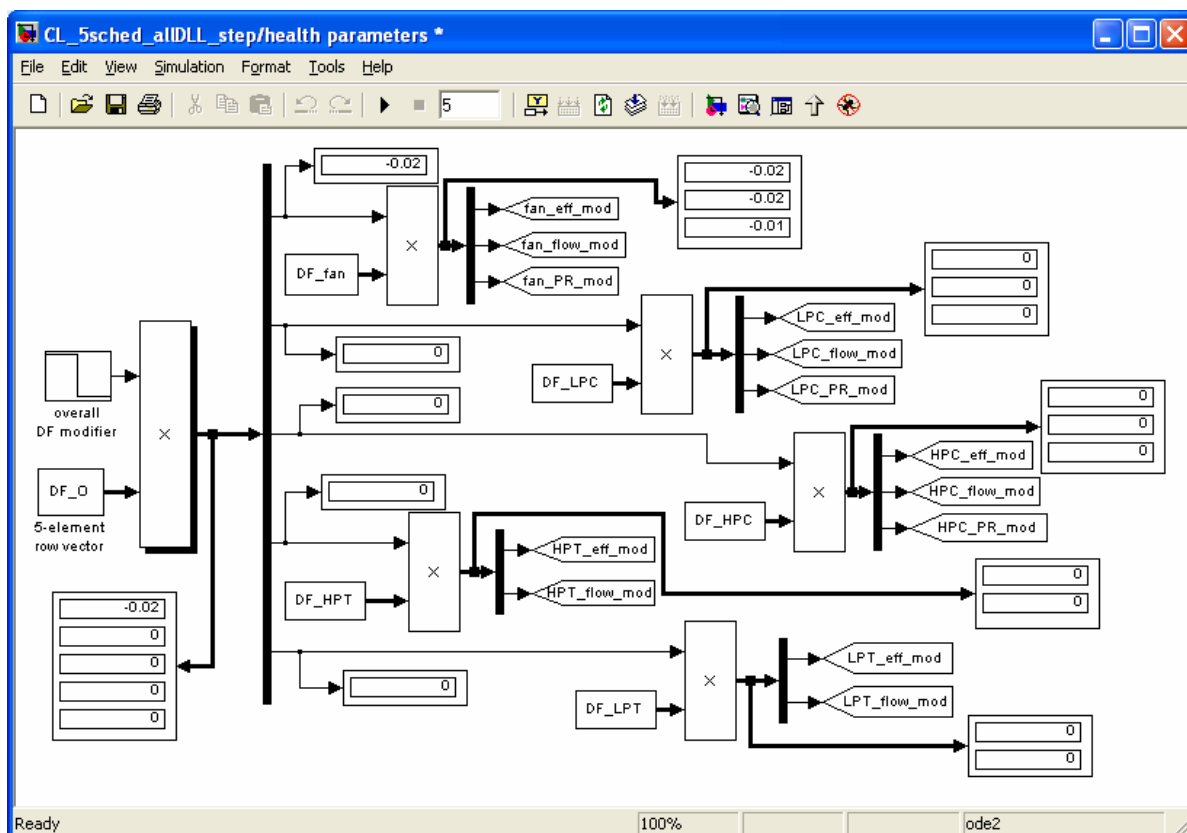 CL_5sched_allDLL_step/health parameters *
File Edit View Simulation Format Tools Help
5
-0.02
-0.02
-0.02
-0.01
fan_eff_mod
fan_flow_mod
fan_PR_mod
DF_fan
×
0
0
0
LPC_eff_mod
LPC_flow_mod
LPC_PR_mod
×
DF_LPC
0
0
overall
DF modifier
×
DF_O
5-element
row vector
0
0
0
HPC_eff_mod
HPC_flow_mod
HPC_PR_mod
×
DF_HPC
0
HPT_eff_mod
HPT_flow_mod
×
DF_HPT
0
0
-0.02
0
0
0
0
LPT_eff_mod
LPT_flow_mod
×
DF_LPT
0
0
0
Ready 100% ode2